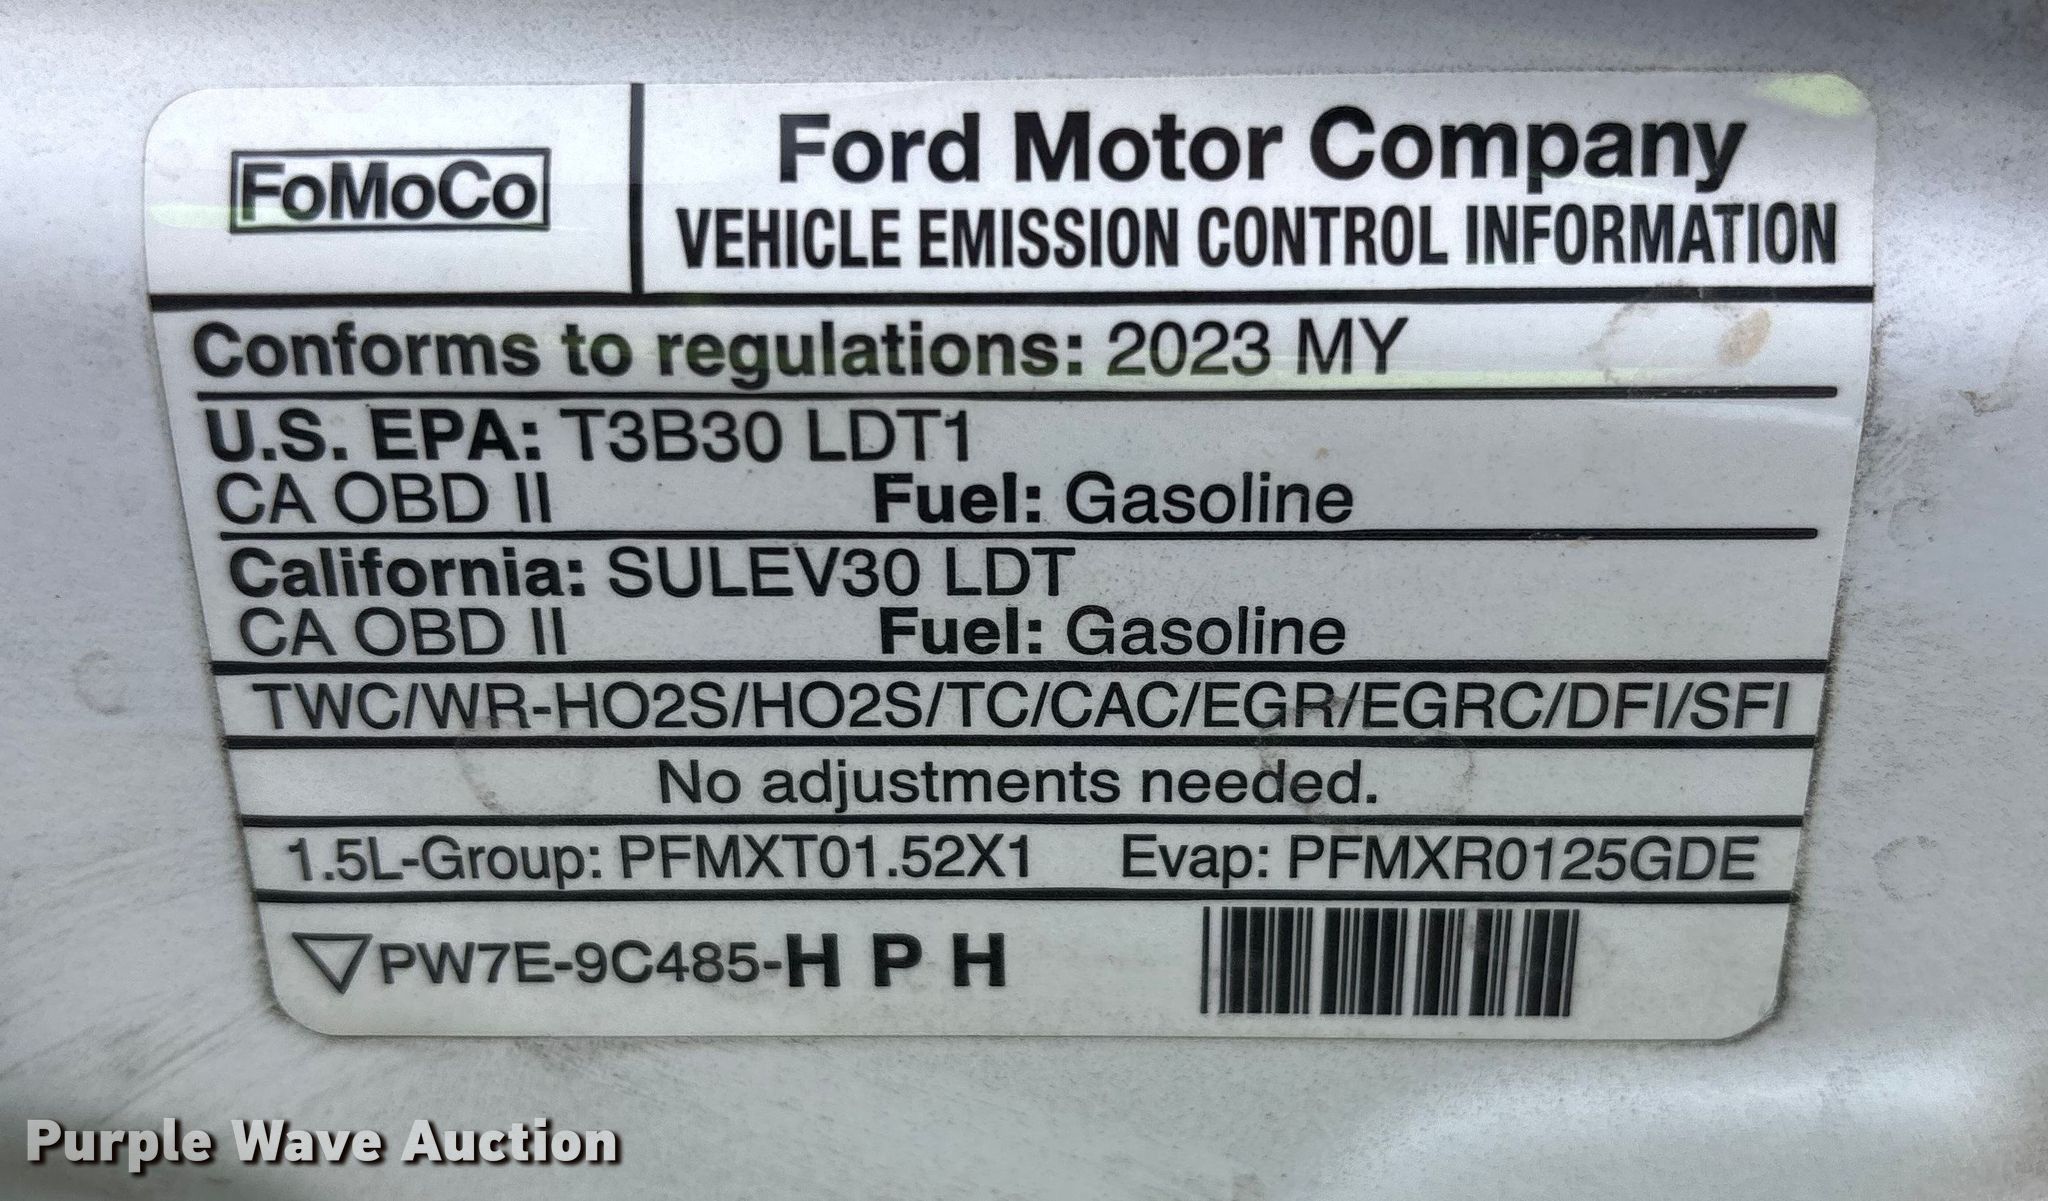 FoMoCo
Ford Motor Company
VEHICLE EMISSION CONTROL INFORMATION
Conforms to regulations: 2023 MY
U.S. EPA: T3B30 LDT1
CA OBD II Fuel: Gasoline
California: SULEV30 LDT
CA OBD II Fuel: Gasoline
TWC/WR-HO2S/HO2S/TC/CAC/EGR/EGRC/DFI/SFI
No adjustments needed.
1.5L-Group: PFMXT01.52X1 Evap: PFMXR0125GDE
PW7E-9C485-H P H
Purple Wave Auction